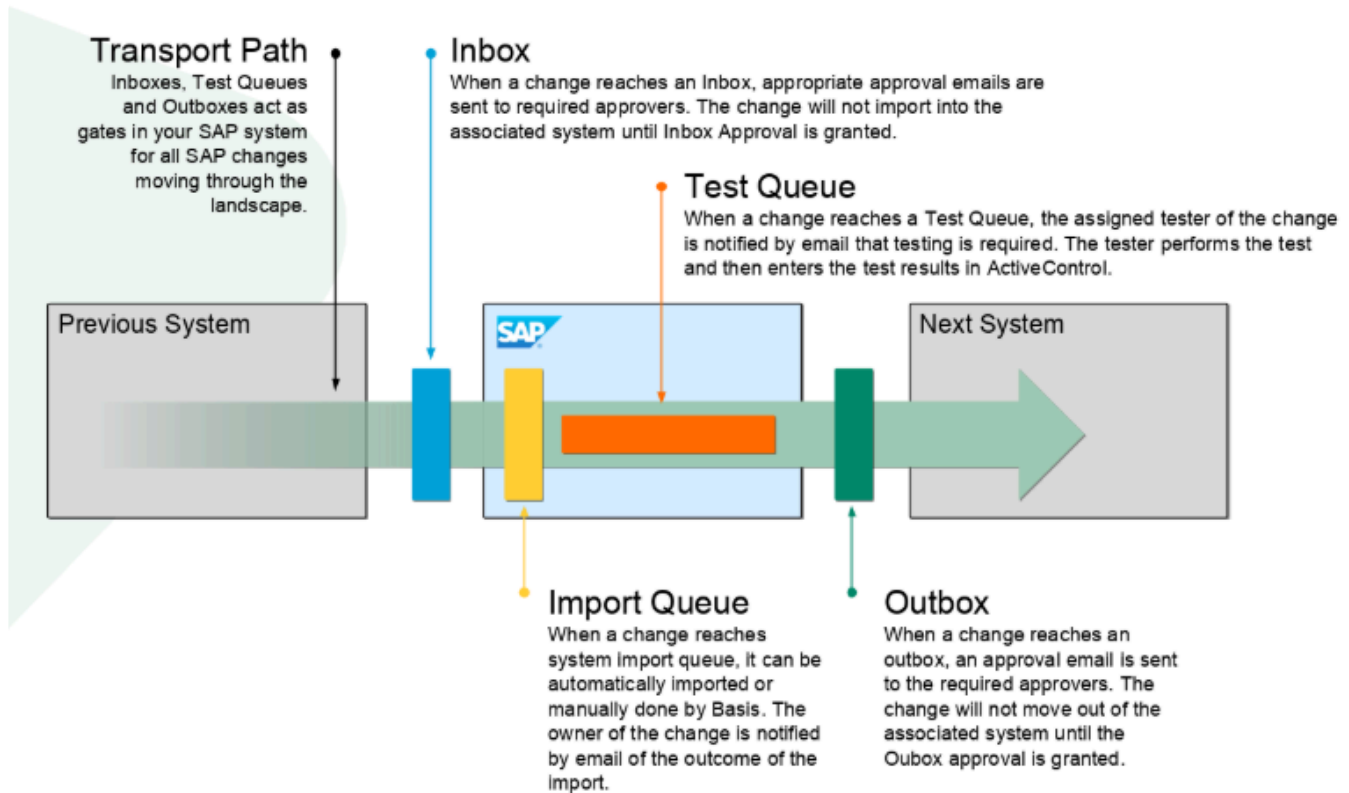 Transport Path
Inboxes, Test Queues
and Outboxes act as
gates in your SAP system
for all SAP changes
moving through the
landscape.
Inbox
When a change reaches an Inbox, appropriate approval emails are
sent to required approvers. The change will not import into the
associated system until Inbox Approval is granted.
Test Queue
When a change reaches a Test Queue, the assigned tester of the change
is notified by email that testing is required. The tester performs the test
and then enters the test results in ActiveControl.
Previous System
SAP
Next System
Import Queue
When a change reaches
system import queue, it can be
automatically imported or
manually done by Basis. The
owner of the change is notified
by email of the outcome of the
import.
Outbox
When a change reaches an
outbox, an approval email is sent
to the required approvers. The
change will not move out of the
associated system until the
Oubox approval is granted.